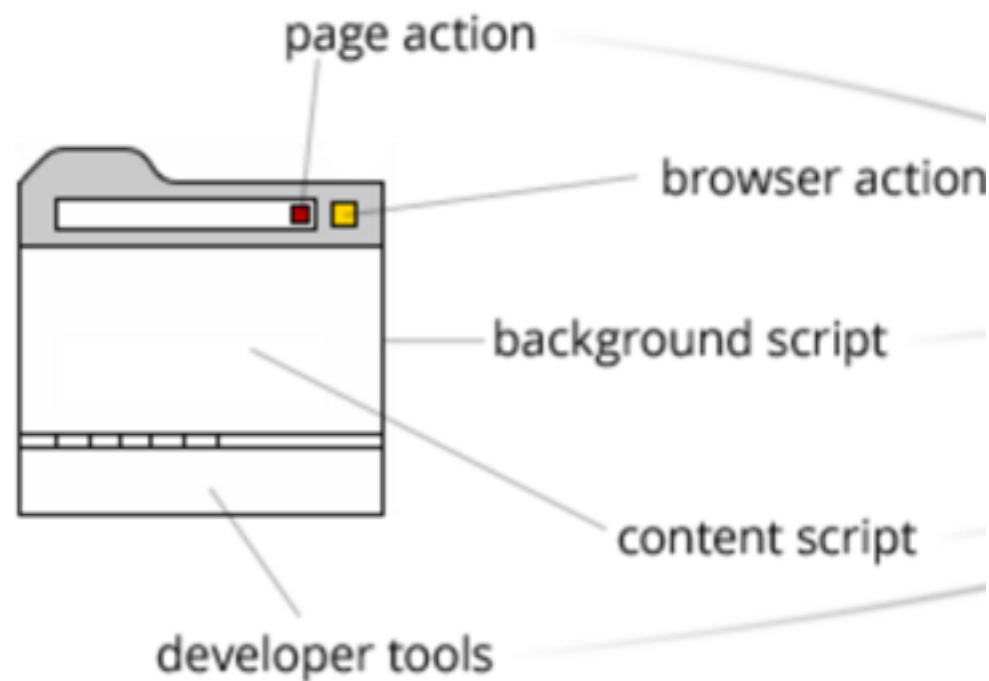 page action
browser action
background script
content script
developer tools